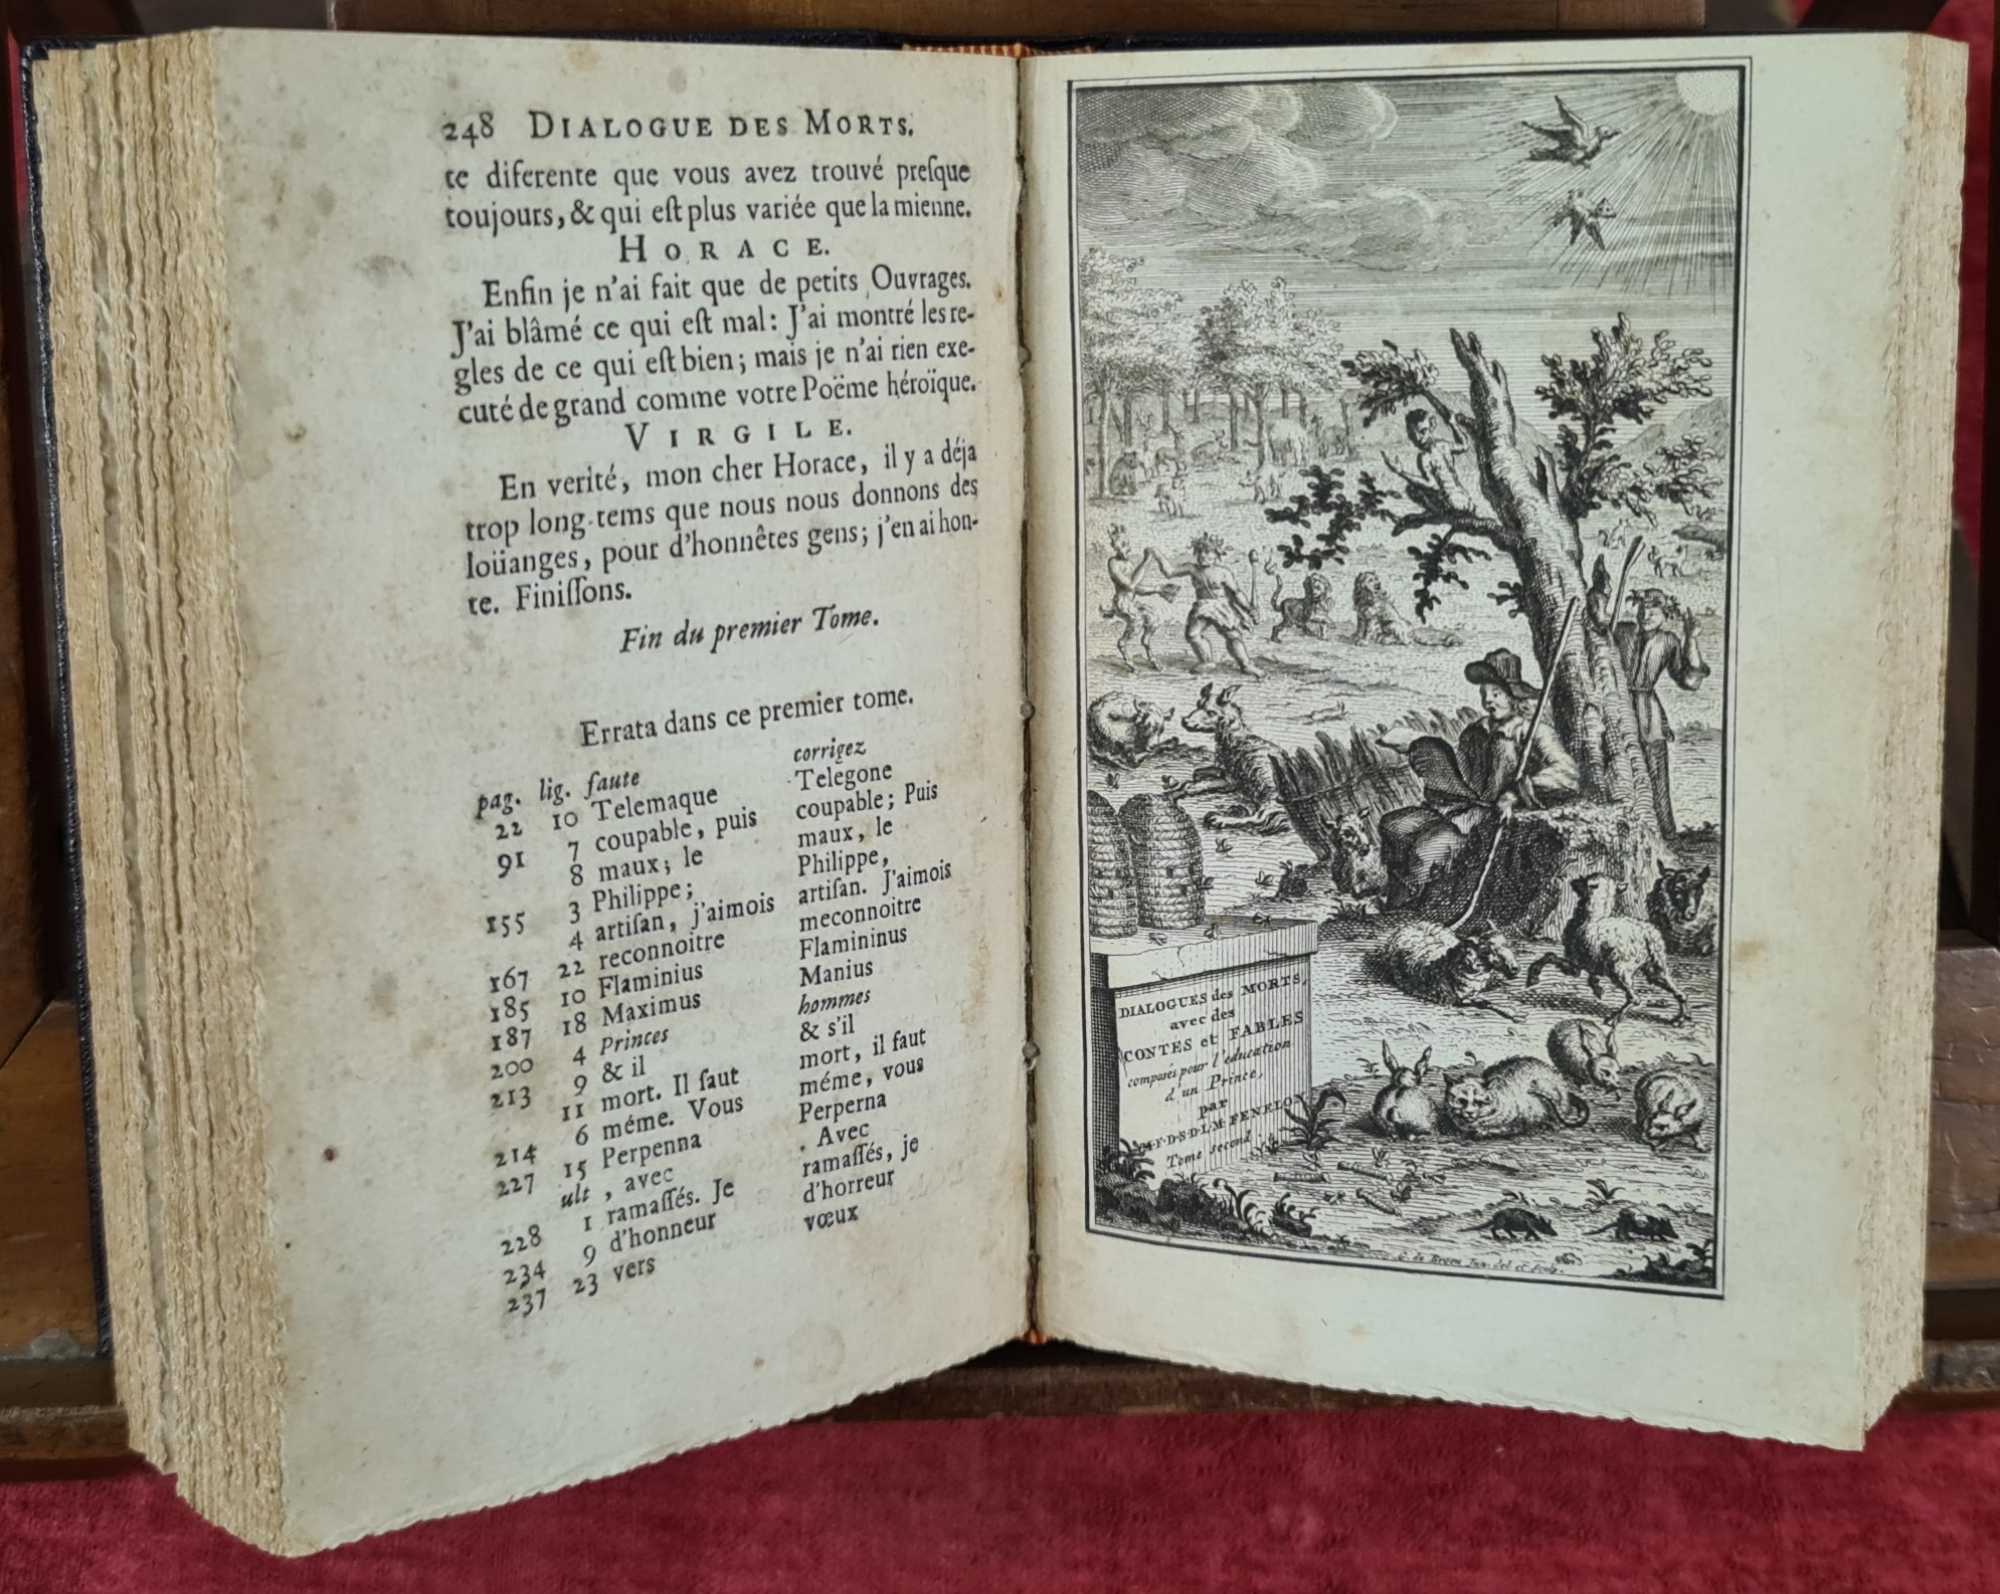 248 DIALOGUE DES MORTS.
te diferente que vous avez trouvé preſque
toujours, & qui eſt plus variée que la mienne.
HORACE.
Enfin je n'ai fait que de petits Ouvrages.
J'ai blâmé ce qui eſt mal: J'ai montré les re-
gles de ce qui eſt bien; mais je n'ai rien exe-
cuté de grand comme votre Poëme héroïque.
VIRGILE.
En verité, mon cher Horace, il y a déja
trop long-tems que nous nous donnons des
loüanges, pour d'honnêtes gens; j'en ai hon-
te. Finiſſons.
Fin du premier Tome.
Errata dans ce premier tome.
pag. lig. faute corrigez
22 10 Telemaque Telegone
91 7 coupable, puis coupable; Puis
8 maux; le maux, le
155 3 Philippe; Philippe,
4 artiſan, j'aimois artiſan. J'aimois
167 22 reconnoitre meconnoitre
185 10 Flaminius Flamininus
187 18 Maximus Manius
200 4 Princes hommes
213 9 & il & s'il
11 mort. Il faut mort, il faut
214 6 méme. Vous méme, vous
227 15 Perpenna Perperna
ult , avec . Avec
228 1 ramaſſés. Je ramaſſés, je
234 9 d'honneur d'horreur
237 23 vers vœux
DIALOGUES des MORTS,
avec des
CONTES et FABLES
composés pour l'education
d'un Prince,
par
F·D·S·D·L·M·FENELON
Tome second.
del et